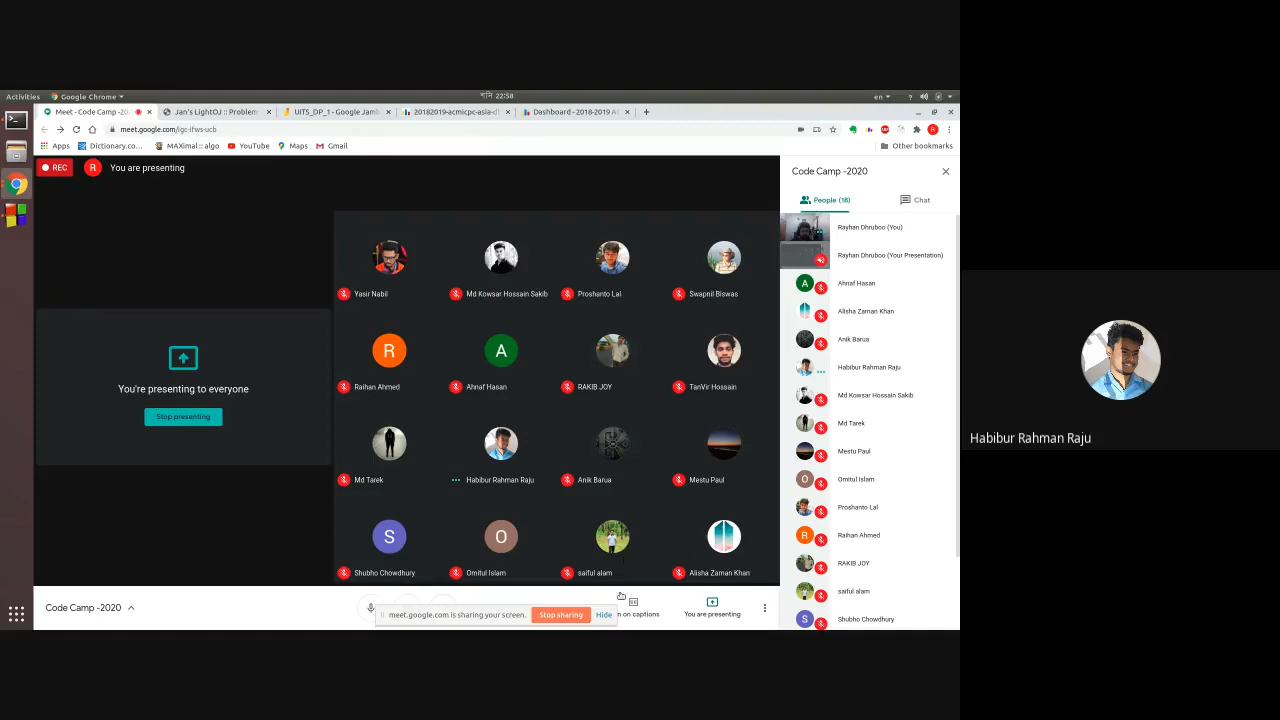 Activities
Google Chrome
শনি 22:58
en
Meet - Code Camp -20
Jan's LightOJ :: Problem
UITS_DP_1 - Google Jamb
20182019-acmicpc-asia-d
Dashboard - 2018-2019 A
meet.google.com/igc-ifws-ucb
Apps
Dictionary.co...
MAXimal :: algo
YouTube
Maps
Gmail
Other bookmarks
REC
R
You are presenting
Code Camp -2020
People (18)
Chat
You're presenting to everyone
Stop presenting
Yasir Nabil
Md Kowsar Hossain Sakib
Proshanto Lal
Swapnil Biswas
R
A
Raihan Ahmed
Ahnaf Hasan
RAKIB JOY
TanVir Hossain
Md Tarek
Habibur Rahman Raju
Anik Barua
Mestu Paul
S
O
Shubho Chowdhury
Omitul Islam
saiful alam
Alisha Zaman Khan
Rayhan Dhruboo (You)
Rayhan Dhruboo (Your Presentation)
A
Ahnaf Hasan
Alisha Zaman Khan
Anik Barua
Habibur Rahman Raju
Md Kowsar Hossain Sakib
Md Tarek
Mestu Paul
O
Omitul Islam
Proshanto Lal
R
Raihan Ahmed
RAKIB JOY
saiful alam
S
Shubho Chowdhury
Code Camp -2020
meet.google.com is sharing your screen.
Stop sharing
Hide
n on captions
You are presenting
Habibur Rahman Raju